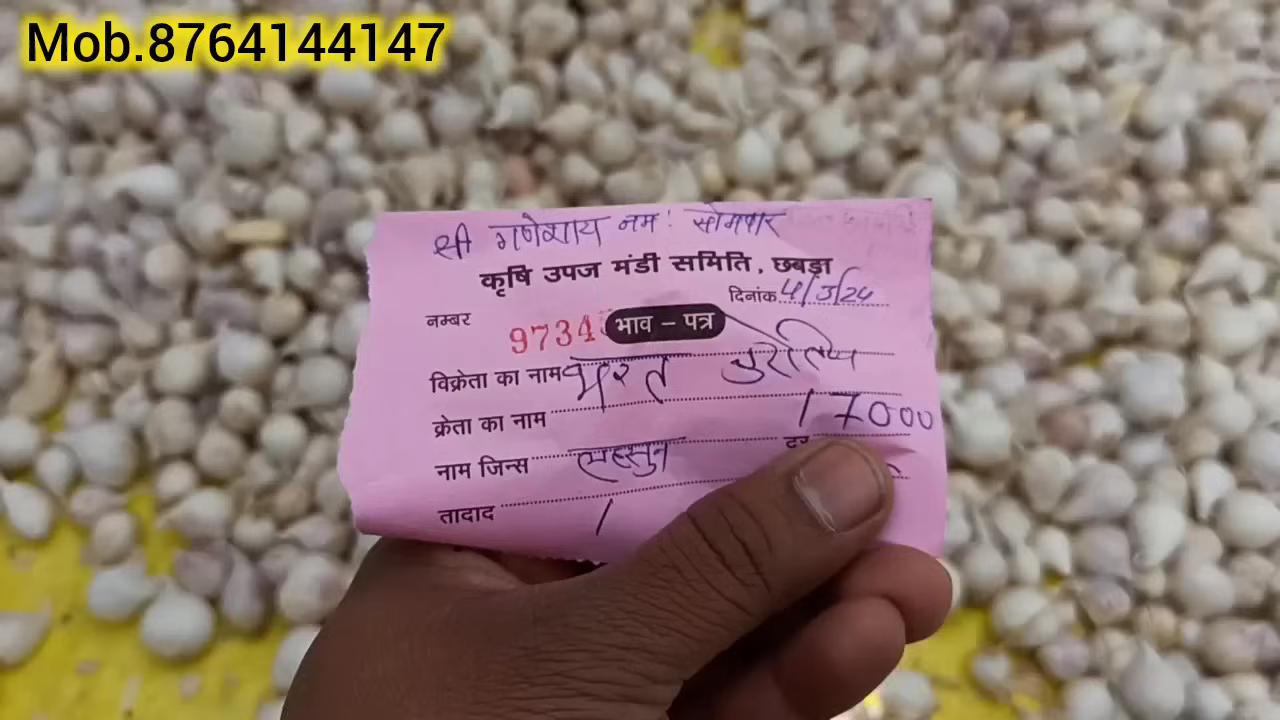 Mob.8764144147
श्री गणेशाय नमः सोमवार
कृषि उपज मंडी समिति, छबड़ा
दिनांक 4/3/24
नम्बर 9734
भाव – पत्र
विक्रेता का नाम भरत
क्रेता का नाम 17000
नाम जिन्स लहसुन दर
तादाद 1